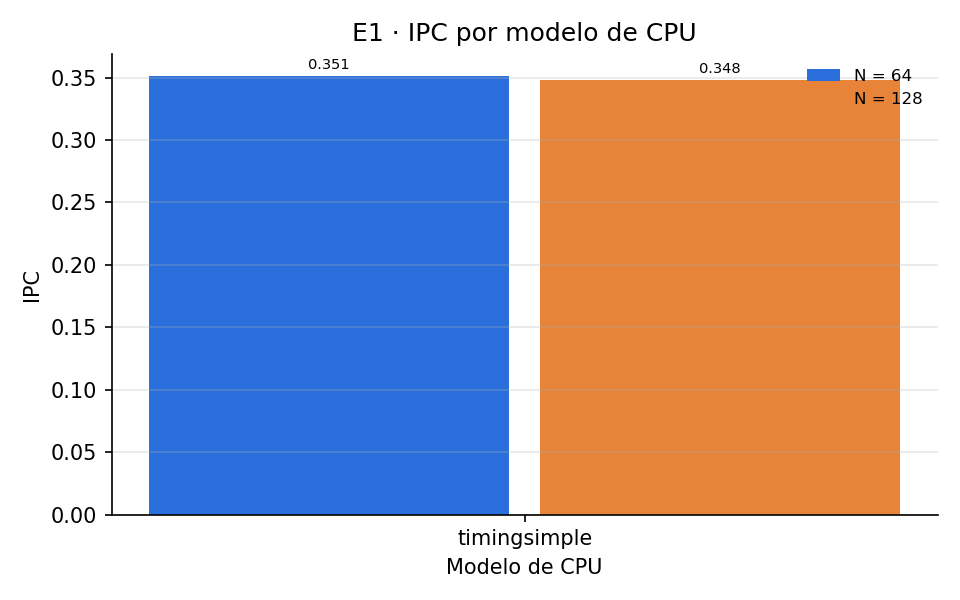 E1 · IPC por modelo de CPU
0.351
0.348
N = 64
N = 128
0.35
0.30
0.25
0.20
0.15
0.10
0.05
0.00
IPC
timingsimple
Modelo de CPU